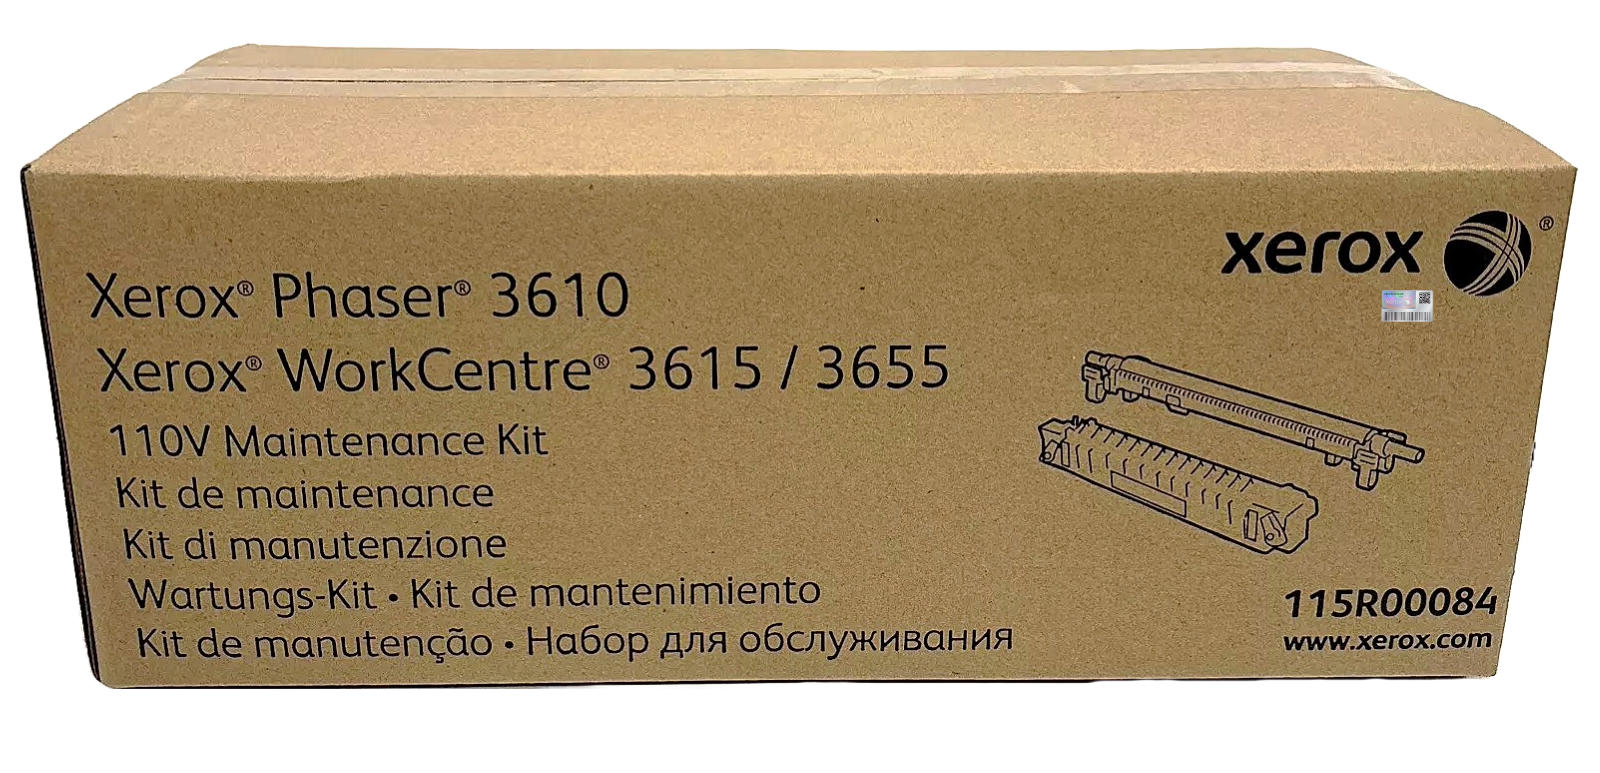 xerox ®
Xerox® Phaser® 3610
Xerox® WorkCentre® 3615 / 3655
110V Maintenance Kit
Kit de maintenance
Kit di manutenzione
Wartungs-Kit • Kit de mantenimiento
Kit de manutenção • Набор для обслуживания
115R00084
www.xerox.com